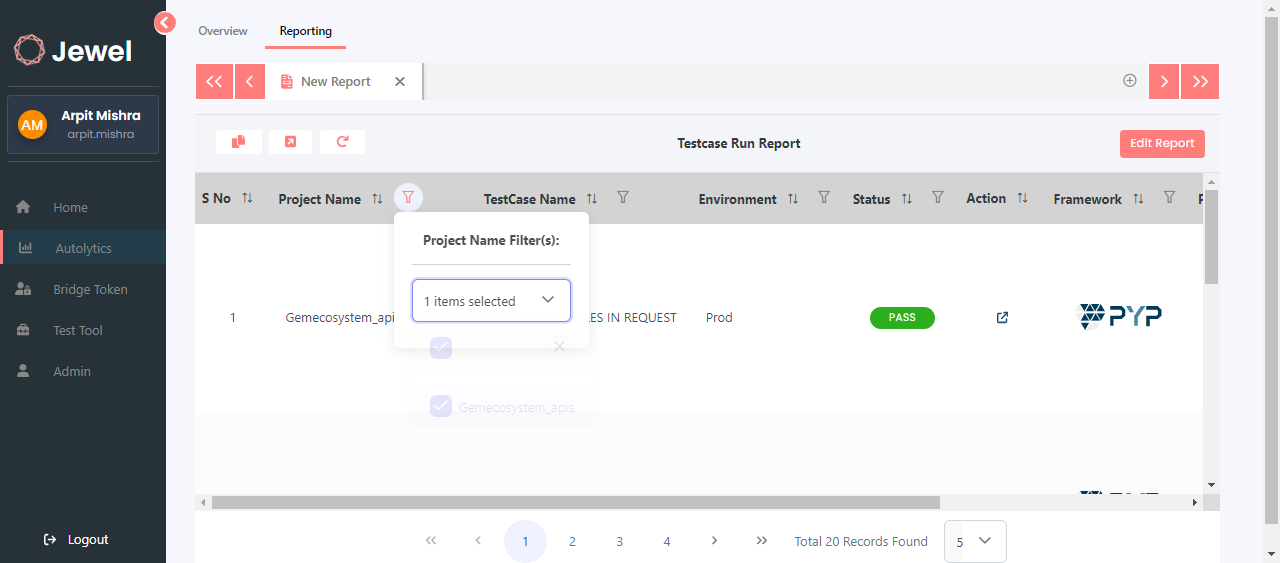 Overview
Reporting
Jewel
New Report
Arpit Mishra
AM
arpit.mishra
Testcase Run Report
Edit Report
S No
Project Name
TestCase Name
Environment
Status
Action
Framework
Home
Autolytics
Project Name Filter(s):
Bridge Token
1 items selected
1
Gemecosystem_api
ES IN REQUEST
Prod
PASS
PYP
Test Tool
Admin
Gemecosystem_apis
Logout
1
2
3
4
Total 20 Records Found
5